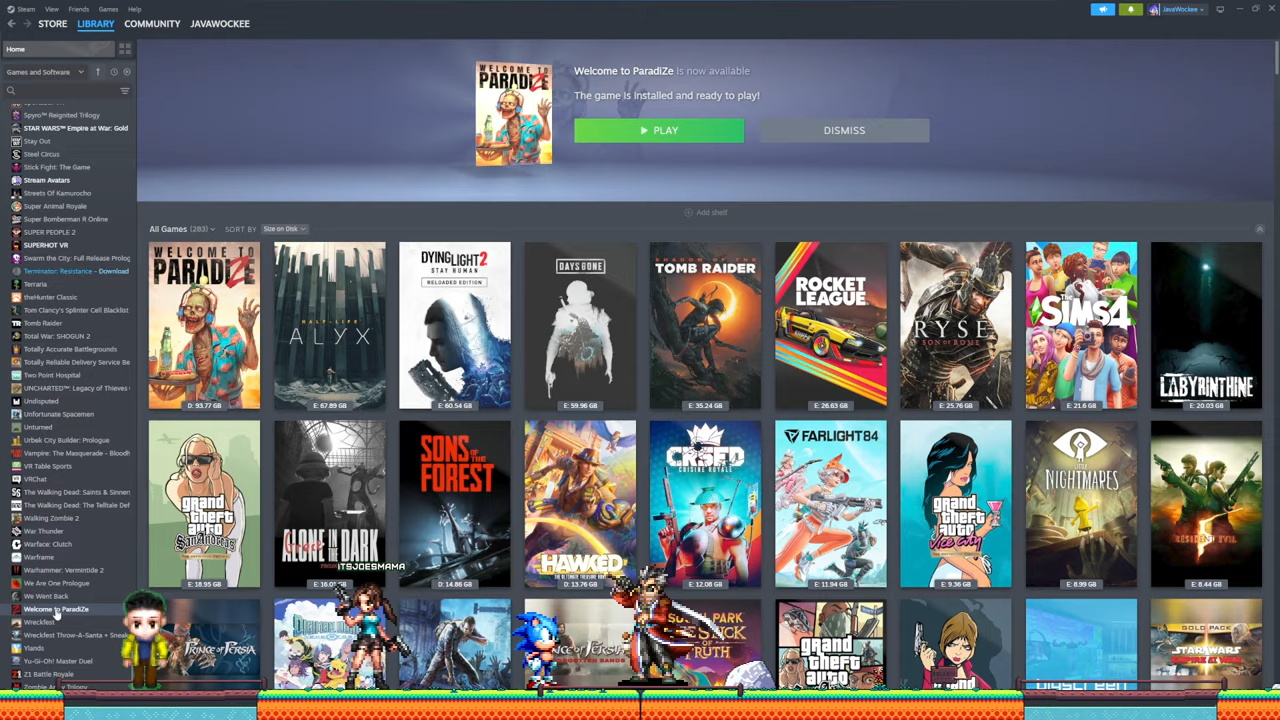 Steam View Friends Games Help
JavaWockee
STORE LIBRARY COMMUNITY JAVAWOCKEE
Home
Games and Software
Spyro™ Reignited Trilogy
STAR WARS™ Empire at War: Gold
Stay Out
Steel Circus
Stick Fight: The Game
Stream Avatars
Streets Of Kamurocho
Super Animal Royale
Super Bomberman R Online
SUPER PEOPLE 2
SUPERHOT VR
Swarm the City: Full Release Prolog
Terminator: Resistance - Download
Terraria
theHunter Classic
Tom Clancy's Splinter Cell Blacklist
Tomb Raider
Total War: SHOGUN 2
Totally Accurate Battlegrounds
Totally Reliable Delivery Service Be
Two Point Hospital
UNCHARTED™: Legacy of Thieves
Undisputed
Unfortunate Spacemen
Unturned
Urbek City Builder: Prologue
Vampire: The Masquerade - Bloodh
VR Table Sports
VRChat
The Walking Dead: Saints & Sinners
The Walking Dead: The Telltale Def
Walking Zombie 2
War Thunder
Warface: Clutch
Warframe
Warhammer: Vermintide 2
We Are One Prologue
We Went Back
Welcome to ParadiZe
Wreckfest
Wreckfest Throw-A-Santa + Sneak
Ylands
Yu-Gi-Oh! Master Duel
Z1 Battle Royale
WELCOME TO
PARADIZE
Welcome to ParadiZe is now available
The game is installed and ready to play!
PLAY
DISMISS
Add shelf
All Games (283)
SORT BY Size on Disk
WELCOME TO
PARADIZE
D: 93.77 GB
HALF-LIFE
ALYX
E: 67.89 GB
DYING LIGHT 2
STAY HUMAN
RELOADED EDITION
E: 60.54 GB
DAYS GONE
E: 59.96 GB
SHADOW OF THE
TOMB RAIDER
E: 35.24 GB
ROCKET
LEAGUE
E: 26.63 GB
RYSE
SON OF ROME
E: 25.76 GB
The
SIMS 4
E: 21.6 GB
LABYRINTHINE
E: 20.03 GB
grand
theft
auto
San Andreas
E: 18.95 GB
ALONE IN THE DARK
ITSJOESMAMA
SONS OF THE
FOREST
D: 14.86 GB
HAWKED
D: 13.76 GB
CRSED
CUISINE ROYALE
E: 12.08 GB
FARLIGHT 84
E: 11.94 GB
grand
theft
auto
Vice City
E: 9.36 GB
LITTLE
NIGHTMARES
E: 8.99 GB
RESIDENT EVIL
5
E: 8.44 GB
PRINCE OF PERSIA
grand
theft
auto
GOLD PACK
STAR WARS
EMPIRE AT WAR